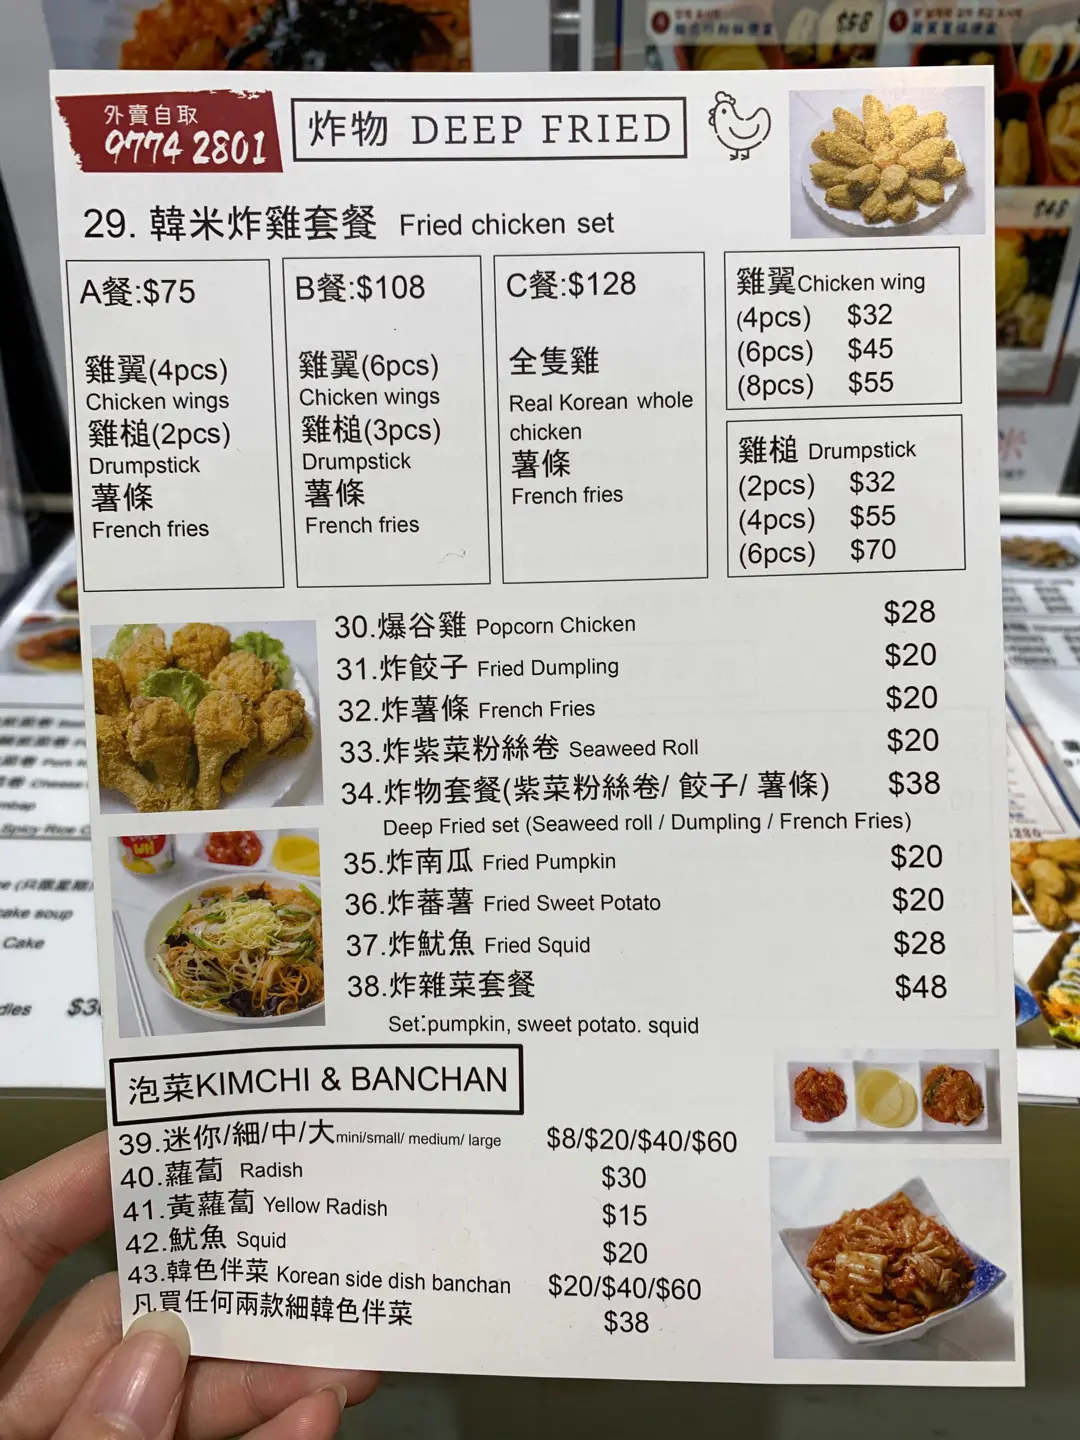 外賣自取
9774 2801
炸物 DEEP FRIED
29. 韓米炸雞套餐 Fried chicken set
A餐:$75
雞翼(4pcs)
Chicken wings
雞槌(2pcs)
Drumpstick
薯條
French fries
B餐:$108
雞翼(6pcs)
Chicken wings
雞槌(3pcs)
Drumpstick
薯條
French fries
C餐:$128
全隻雞
Real Korean whole
chicken
薯條
French fries
雞翼Chicken wing
(4pcs) $32
(6pcs) $45
(8pcs) $55
雞槌 Drumpstick
(2pcs) $32
(4pcs) $55
(6pcs) $70
30.爆谷雞 Popcorn Chicken $28
31.炸餃子 Fried Dumpling $20
32.炸薯條 French Fries $20
33.炸紫菜粉絲卷 Seaweed Roll $20
34.炸物套餐(紫菜粉絲卷/ 餃子/ 薯條) $38
Deep Fried set (Seaweed roll / Dumpling / French Fries)
35.炸南瓜 Fried Pumpkin $20
36.炸蕃薯 Fried Sweet Potato $20
37.炸魷魚 Fried Squid $28
38.炸雜菜套餐 $48
Set:pumpkin, sweet potato. squid
泡菜KIMCHI & BANCHAN
39.迷你/細/中/大mini/small/ medium/ large $8/$20/$40/$60
40.蘿蔔 Radish $30
41.黃蘿蔔 Yellow Radish $15
42.魷魚 Squid $20
43.韓色伴菜 Korean side dish banchan $20/$40/$60
凡買任何兩款細韓色伴菜 $38
$58
$48
Spicy Rice
cake soup
Cake